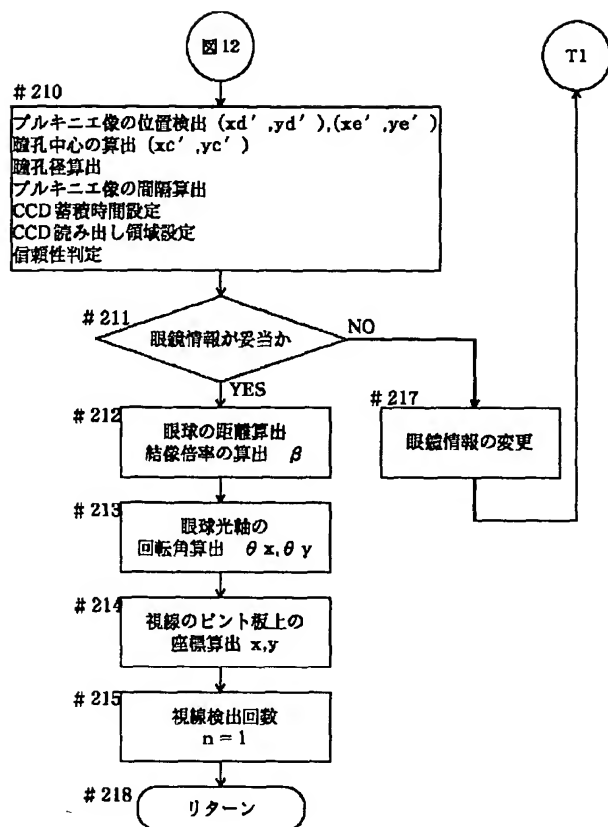 図12
T1
#210
プルキニエ像の位置検出 (xd′,yd′),(xe′,ye′)
瞳孔中心の算出 (xc′,yc′)
瞳孔径算出
プルキニエ像の間隔算出
CCD蓄積時間設定
CCD読み出し領域設定
信頼性判定
#211
眼鏡情報が妥当か
NO
YES
#217
眼鏡情報の変更
#212
眼球の距離算出
結像倍率の算出 β
#213
眼球光軸の
回転角算出 θx,θy
#214
視線のピント板上の
座標算出 x,y
#215
視線検出回数
n = 1
#218
リターン